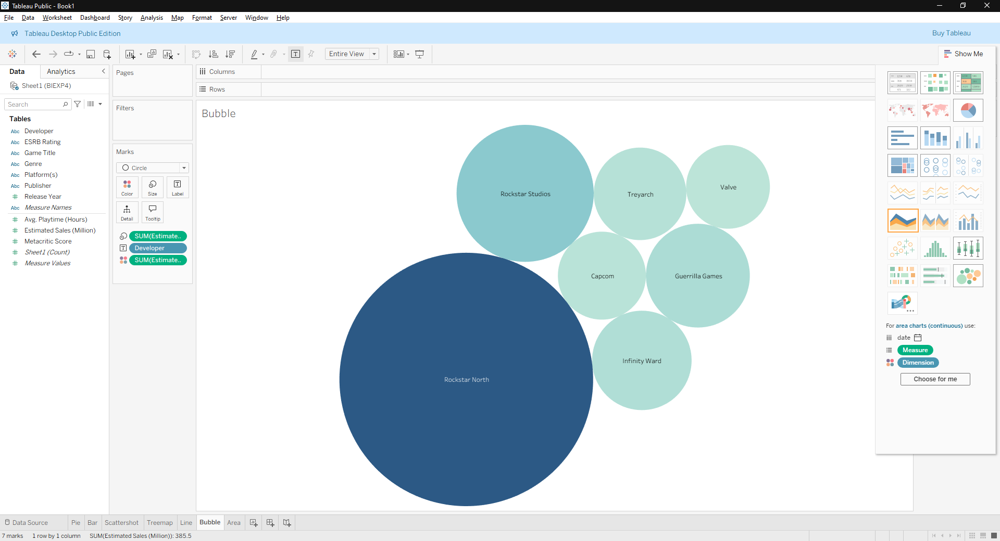 Tableau Public - Book1
File Data Worksheet Dashboard Story Analysis Map Format Server Window Help
Tableau Desktop Public Edition
Buy Tableau
Entire View
Show Me
Data
Analytics
Sheet1 (BIEXP4)
Search
Tables
Abc Developer
Abc ESRB Rating
Abc Game Title
Abc Genre
Abc Platform(s)
Abc Publisher
# Release Year
Abc Measure Names
# Avg. Playtime (Hours)
# Estimated Sales (Million)
# Metacritic Score
# Sheet1 (Count)
# Measure Values
Pages
Filters
Marks
Circle
Color
Size
Label
Detail
Tooltip
SUM(Estimate..
Developer
SUM(Estimate..
Columns
Rows
Bubble
Rockstar Studios
Treyarch
Valve
Capcom
Guerrilla Games
Infinity Ward
Rockstar North
For area charts (continuous) use:
date
Measure
Dimension
Choose for me
Data Source
Pie
Bar
Scattershot
Treemap
Line
Bubble
Area
7 marks
1 row by 1 column
SUM(Estimated Sales (Million)): 385.5